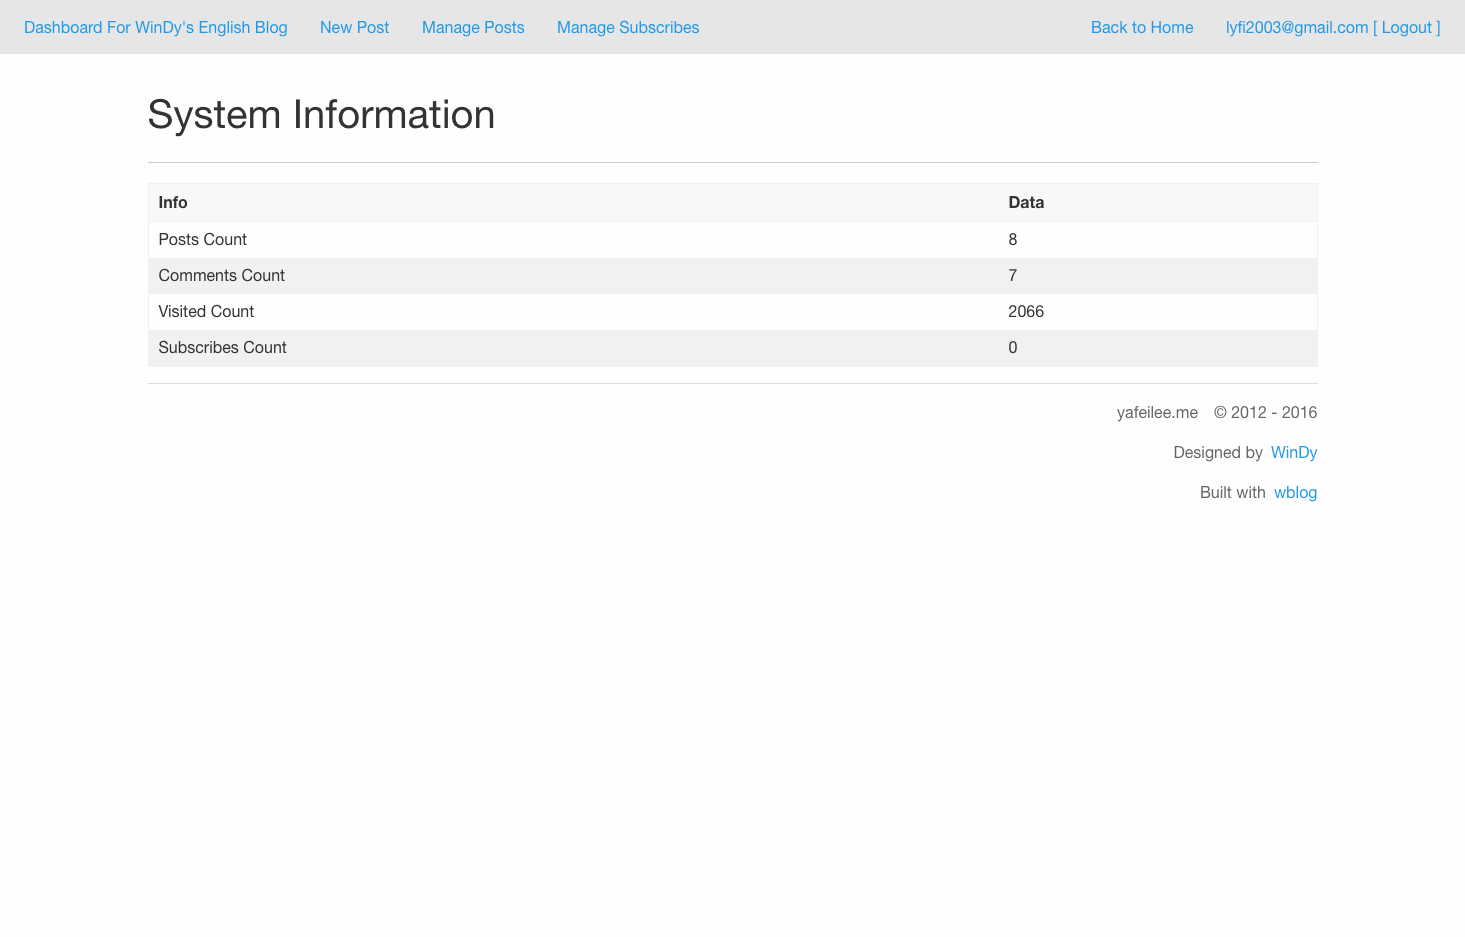 Dashboard For WinDy's English Blog New Post Manage Posts Manage Subscribes Back to Home lyfi2003@gmail.com [ Logout ]
System Information
Info Data
Posts Count 8
Comments Count 7
Visited Count 2066
Subscribes Count 0
yafeilee.me © 2012 - 2016
Designed by WinDy
Built with wblog